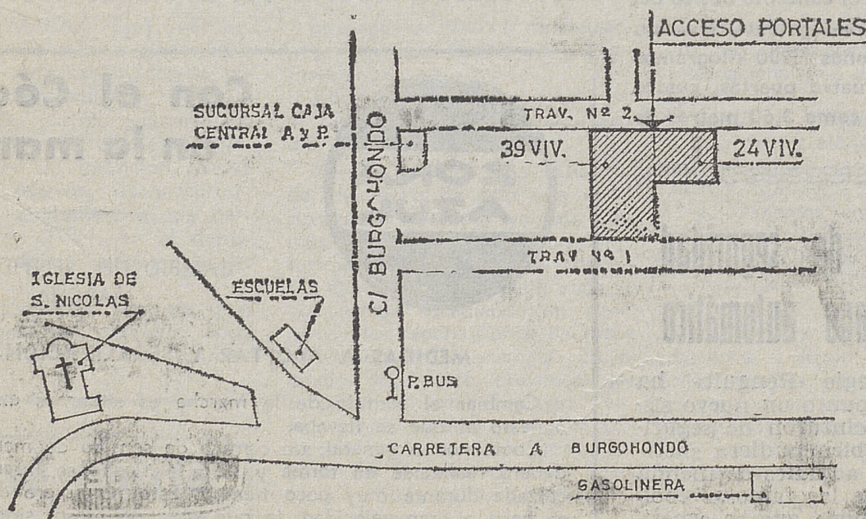 ACCESO PORTALES
SUCURSAL CAJA
CENTRAL A y P.
C/ BURGOHONDO
TRAV. Nº 2
39 VIV.
24 VIV.
TRAV Nº 1
IGLESIA DE
S. NICOLAS
ESCUELAS
P. BUS
CARRETERA A BURGOHONDO
GASOLINERA